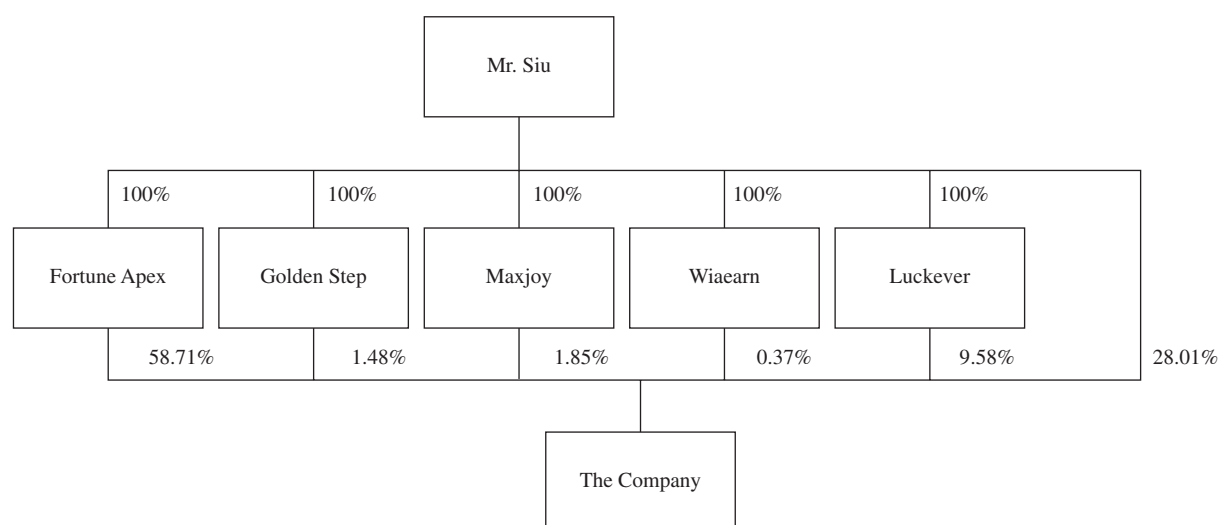 Mr. Siu
100% 100% 100% 100% 100%
Fortune Apex Golden Step Maxjoy Wiaearn Luckever
58.71% 1.48% 1.85% 0.37% 9.58% 28.01%
The Company